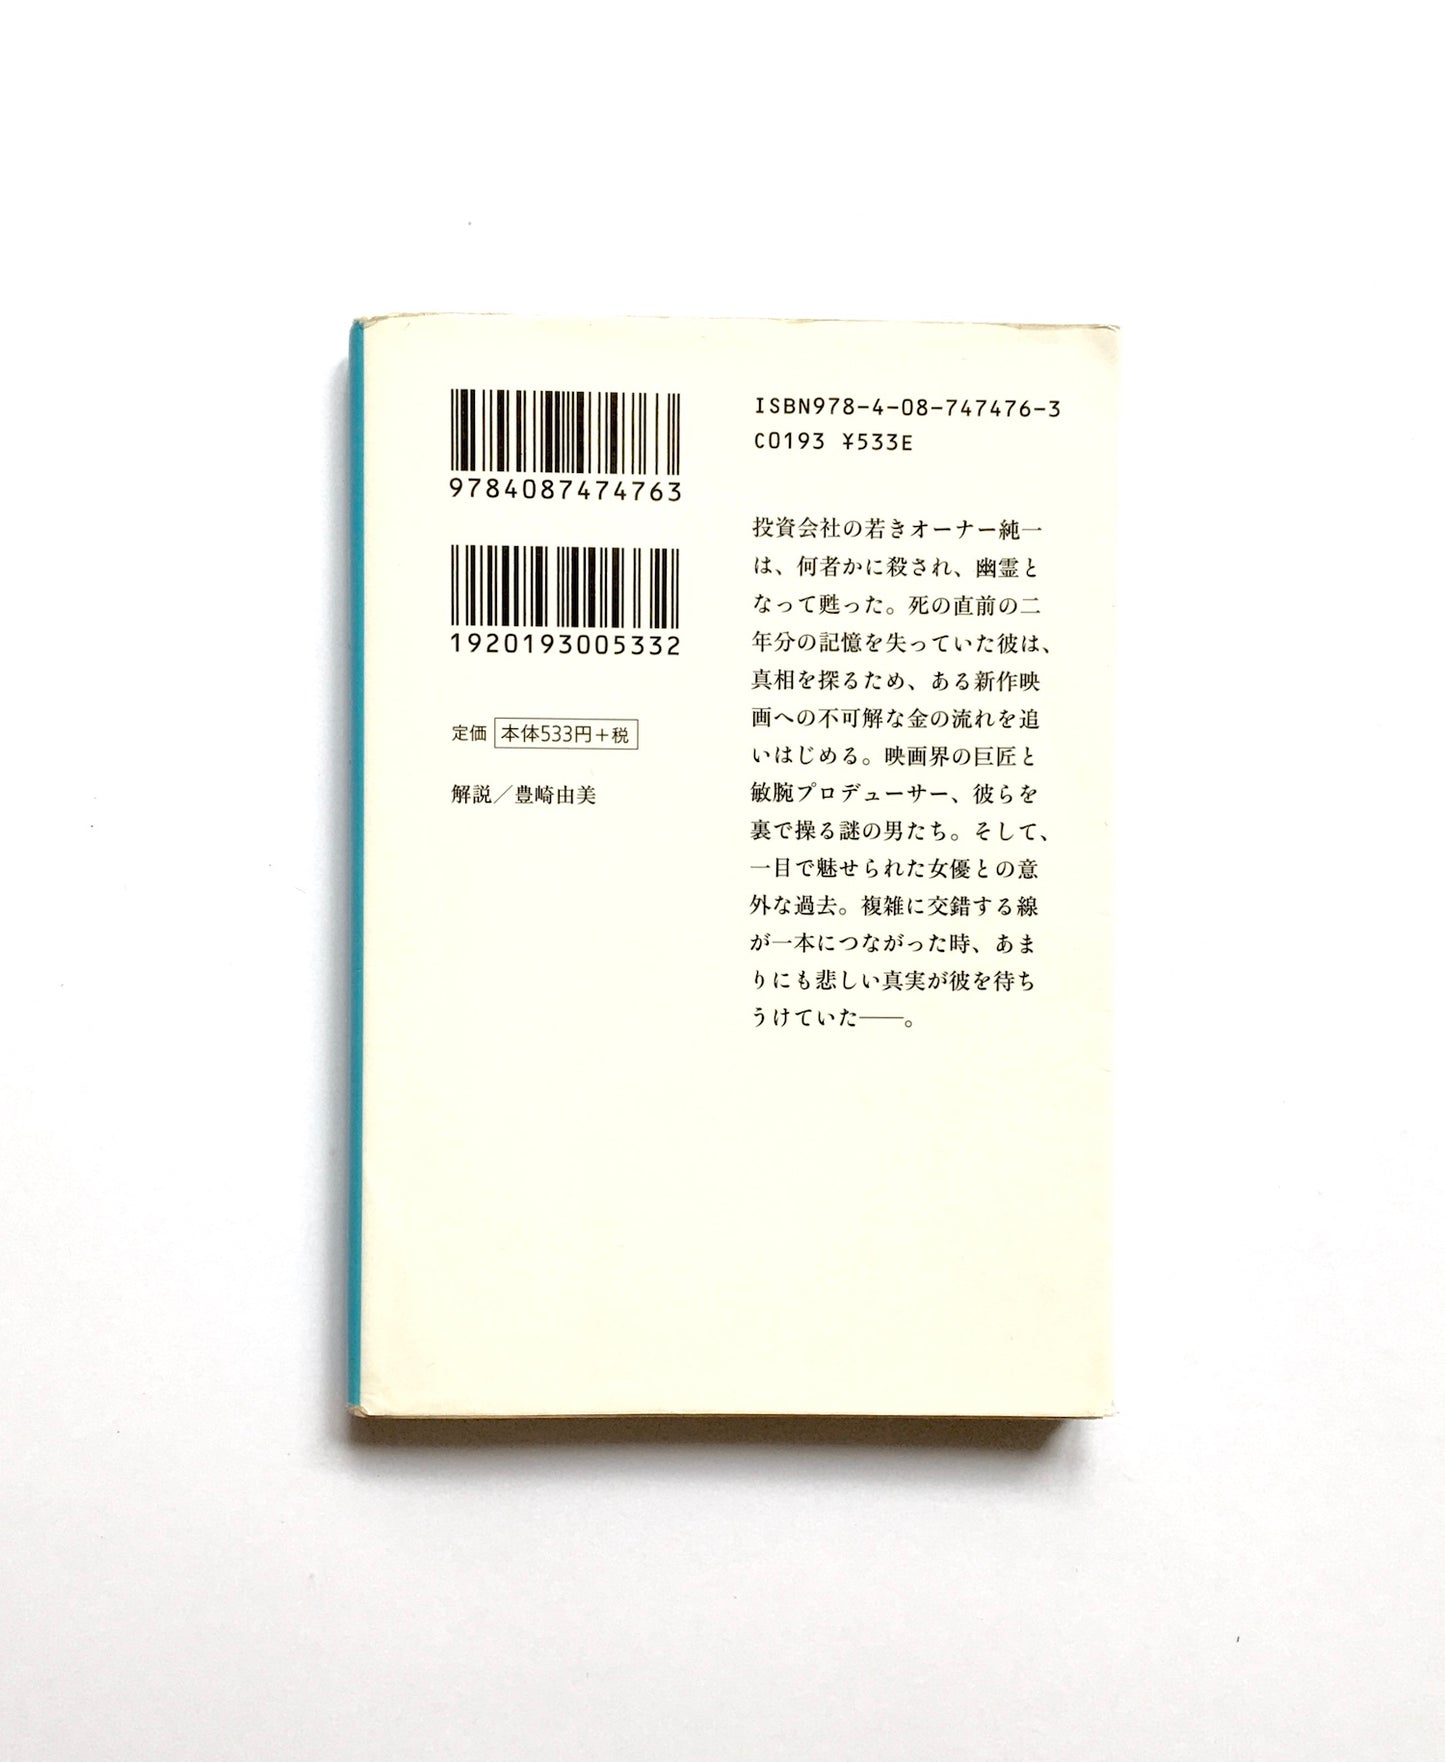 9784087474763
1920193005332
定価 本体533円+税
解説／豊崎由美
ISBN978-4-08-747476-3
C0193 ¥533E
投資会社の若きオーナー純一
は、何者かに殺され、幽霊と
なって甦った。死の直前の二
年分の記憶を失っていた彼は、
真相を探るため、ある新作映
画への不可解な金の流れを追
いはじめる。映画界の巨匠と
敏腕プロデューサー、彼らを
裏で操る謎の男たち。そして、
一目で魅せられた女優との意
外な過去。複雑に交錯する線
が一本につながった時、あま
りにも悲しい真実が彼を待ち
うけていた――。